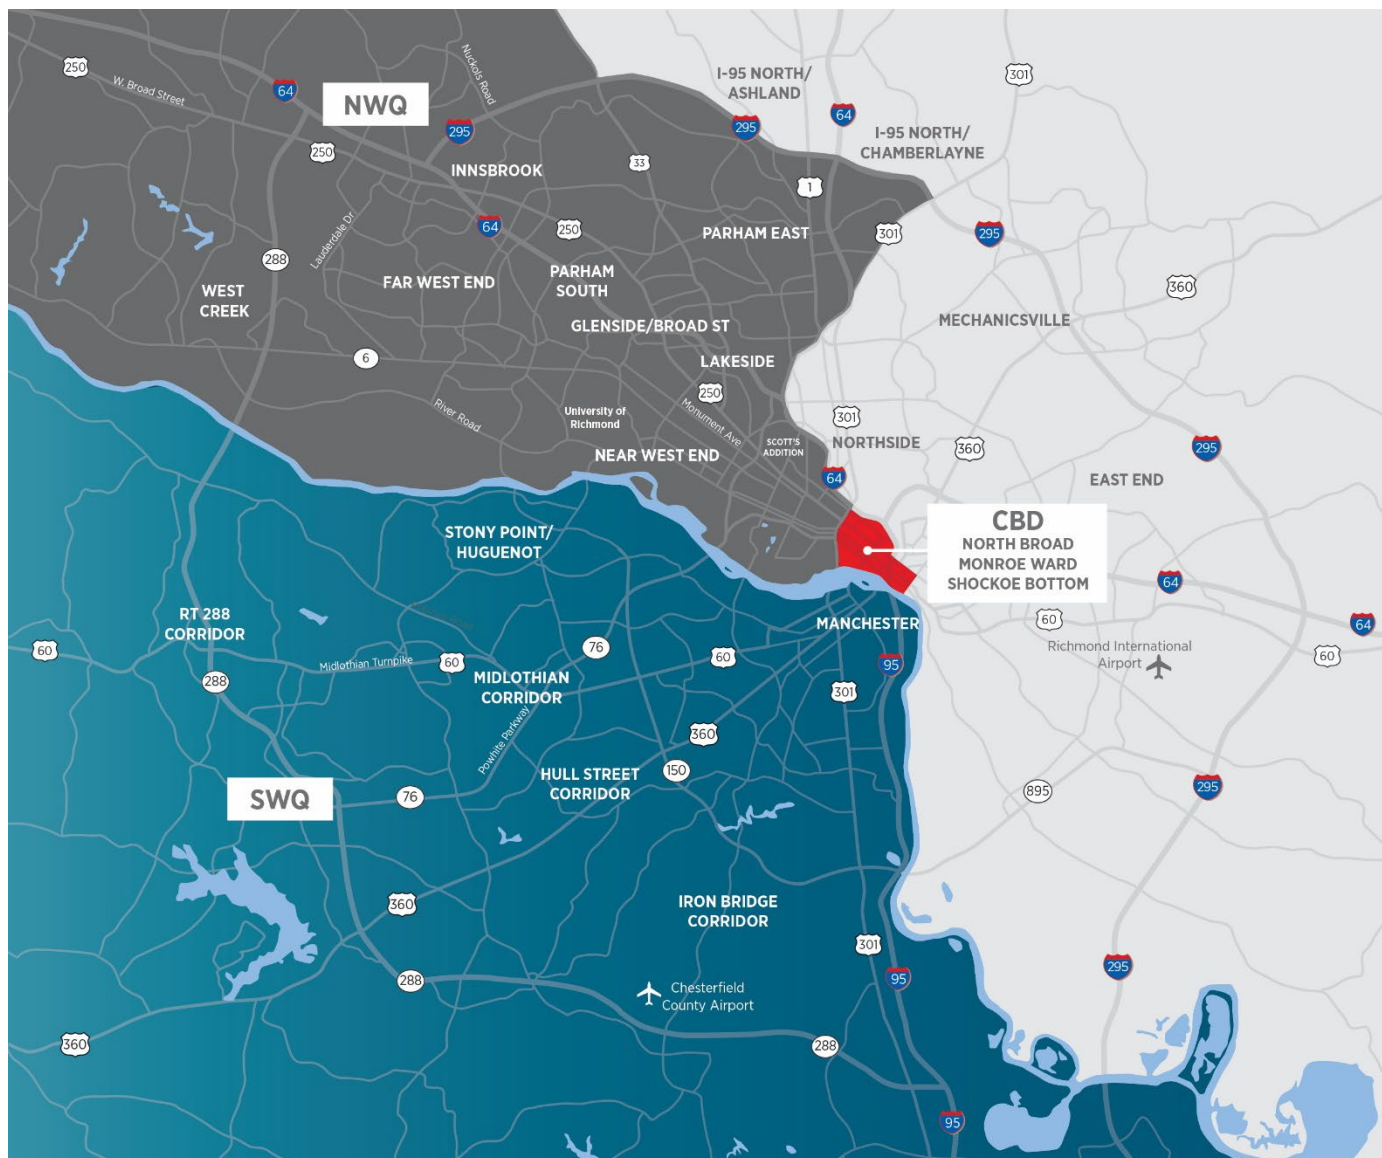 I-95 NORTH/
ASHLAND
301
250
W. Broad Street
64
NWQ
Nuckols Road
295
295
64
I-95 NORTH/
CHAMBERLAYNE
250
INNSBROOK
33
1
64
250
PARHAM EAST
301
295
Lauderdale Dr
288
WEST
CREEK
FAR WEST END
PARHAM
SOUTH
360
GLENSIDE/BROAD ST
MECHANICSVILLE
6
LAKESIDE
250
River Road
University of
Richmond
Monument Ave
301
NORTHSIDE
360
295
NEAR WEST END
SCOTT'S
ADDITION
64
EAST END
CBD
NORTH BROAD
MONROE WARD
SHOCKOE BOTTOM
STONY POINT/
HUGUENOT
64
RT 288
CORRIDOR
60
MANCHESTER
60
64
60
Midlothian Turnpike
60
76
60
95
Richmond International
Airport
288
MIDLOTHIAN
CORRIDOR
301
Powhite Parkway
360
HULL STREET
CORRIDOR
150
SWQ
76
895
295
360
IRON BRIDGE
CORRIDOR
301
95
295
288
Chesterfield
County Airport
360
288
95